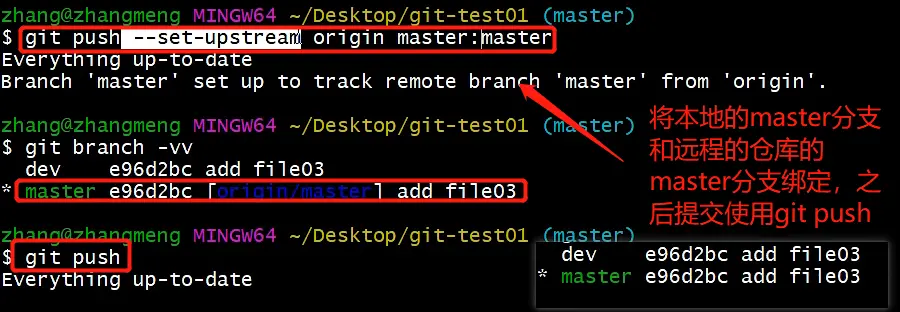 zhang@zhangmeng MINGW64 ~/Desktop/git-test01 (master)
$ git push --set-upstream origin master:master
Everything up-to-date
Branch 'master' set up to track remote branch 'master' from 'origin'.
zhang@zhangmeng MINGW64 ~/Desktop/git-test01 (master)
$ git branch -vv
dev e96d2bc add file03
* master e96d2bc [origin/master] add file03
zhang@zhangmeng MINGW64 ~/Desktop/git-test01 (master)
$ git push
Everything up-to-date
将本地的master分支
和远程的仓库的
master分支绑定，之
后提交使用git push
dev e96d2bc add file03
* master e96d2bc add file03